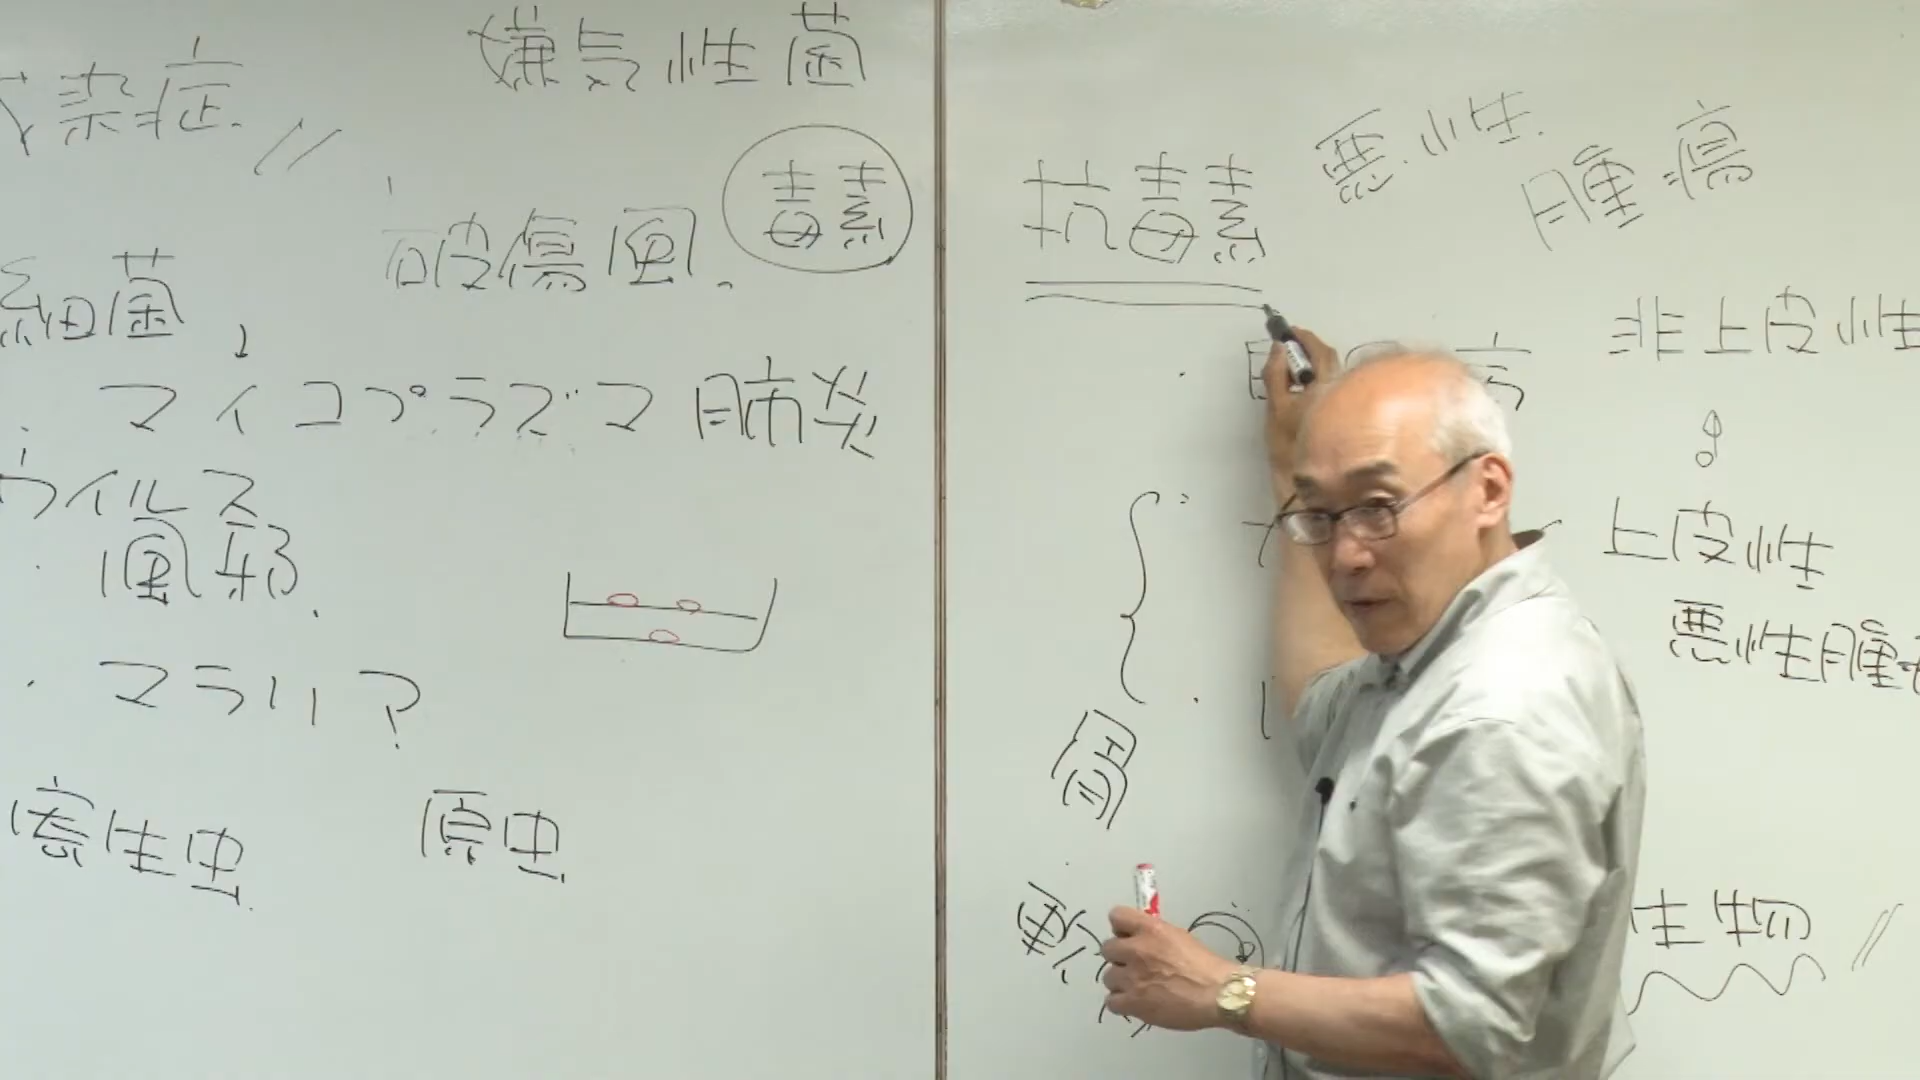 嫌気性菌
染症
毒素
破傷風
細菌
マイコプラズマ肺炎
ウイルス
風邪
マラリア
寄生虫
原虫
悪性
腫瘍
抗毒素
非上皮性
上皮性
悪性腫
骨
生物